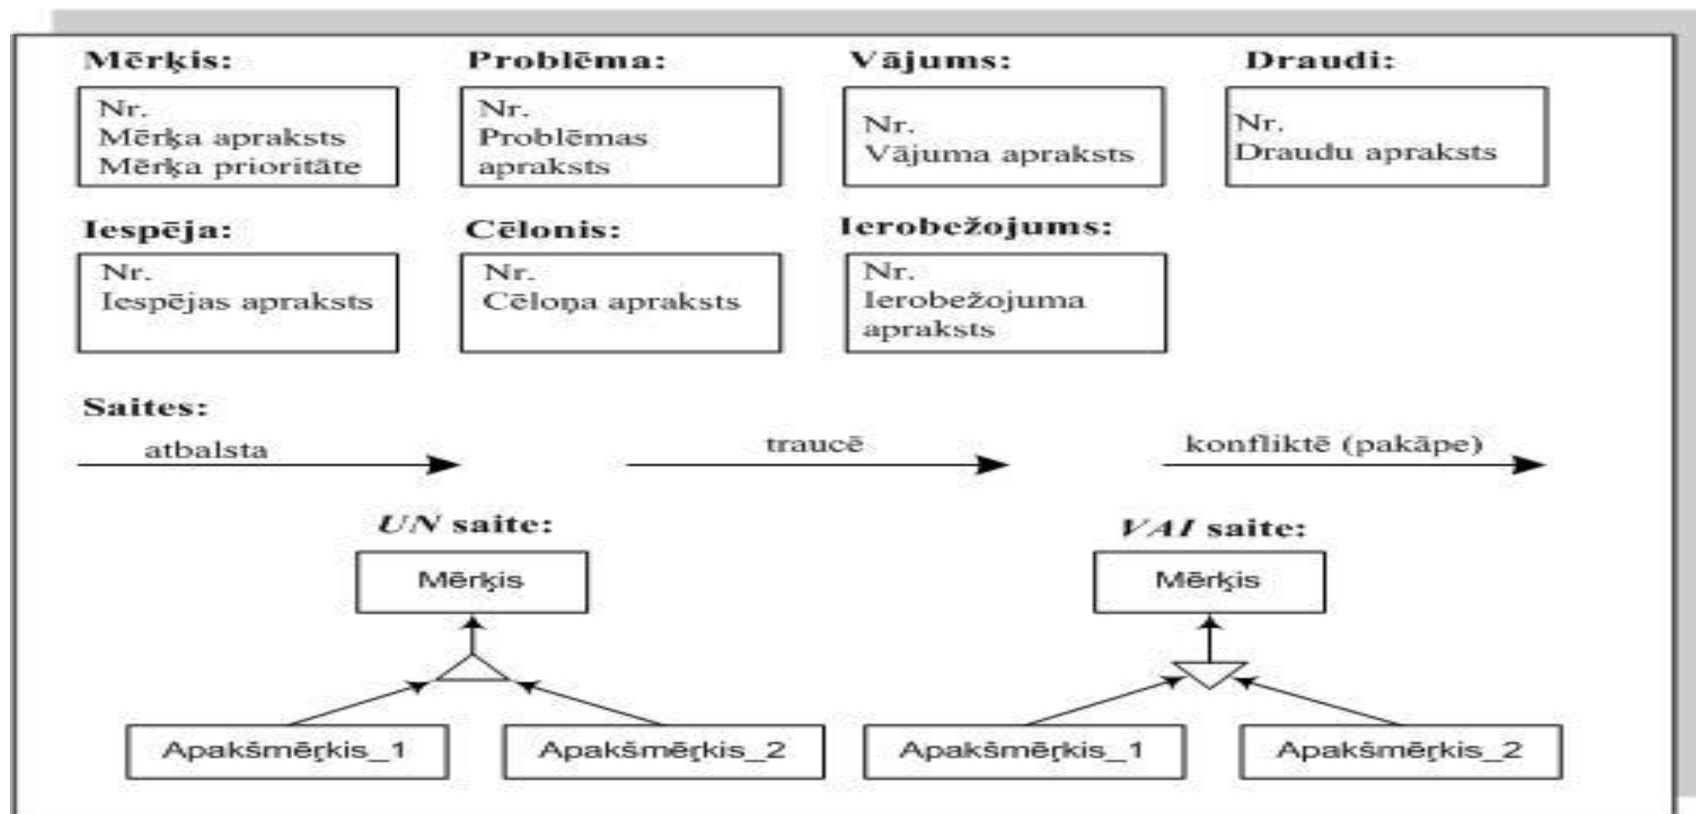 Mērķis:
Problēma:
Vājums:
Draudi:
Nr.
Mērķa apraksts
Mērķa prioritāte
Nr.
Problēmas
apraksts
Nr.
Vājuma apraksts
Nr.
Draudu apraksts
Iespēja:
Cēlonis:
Ierobežojums:
Nr.
Iespējas apraksts
Nr.
Cēloņa apraksts
Nr.
Ierobežojuma
apraksts
Saites:
atbalsta
traucē
konfliktē (pakāpe)
UN saite:
VAI saite:
Mērķis
Mērķis
Apakšmērķis_1
Apakšmērķis_2
Apakšmērķis_1
Apakšmērķis_2